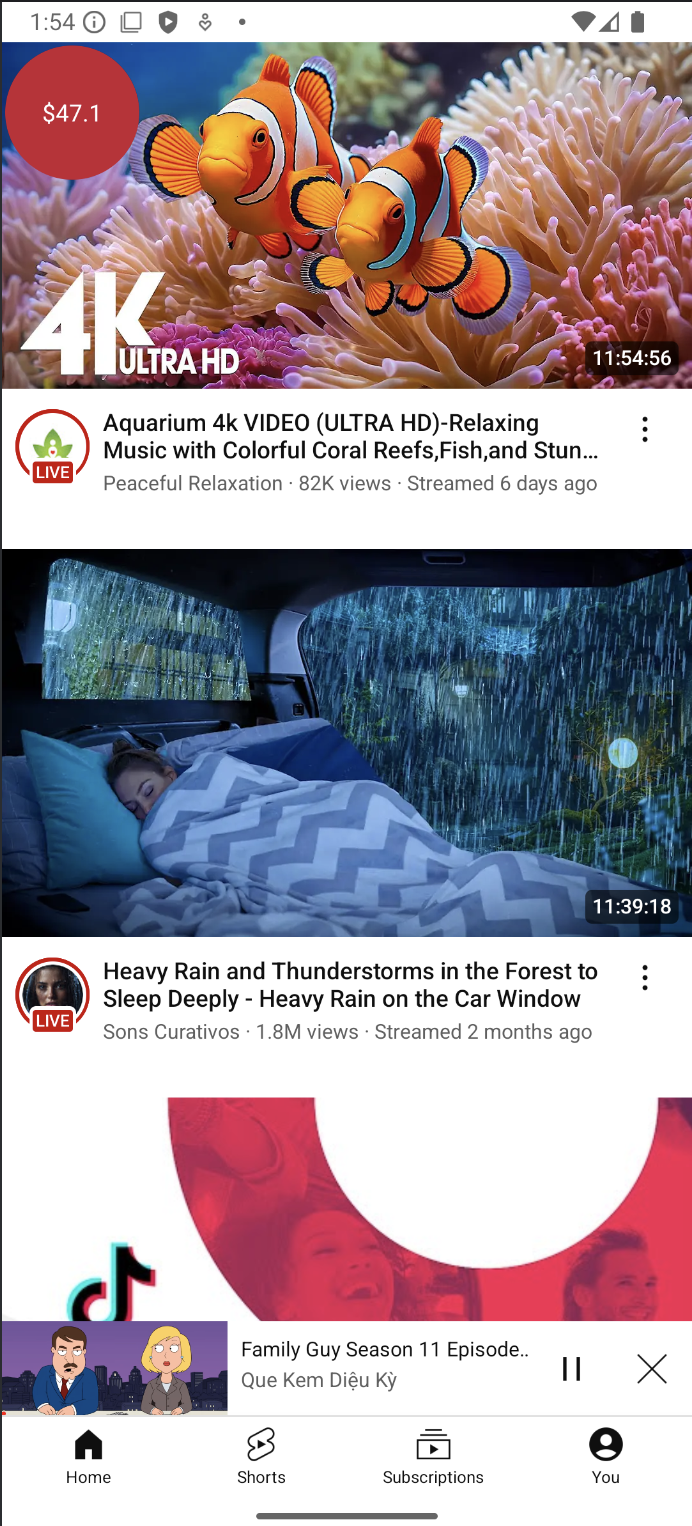 1:54
$47.1
4K
ULTRA HD
11:54:56
LIVE
Aquarium 4k VIDEO (ULTRA HD)-Relaxing
Music with Colorful Coral Reefs,Fish,and Stun...
Peaceful Relaxation · 82K views · Streamed 6 days ago
11:39:18
LIVE
Heavy Rain and Thunderstorms in the Forest to
Sleep Deeply - Heavy Rain on the Car Window
Sons Curativos · 1.8M views · Streamed 2 months ago
Family Guy Season 11 Episode..
Que Kem Diệu Kỳ
Home
Shorts
Subscriptions
You